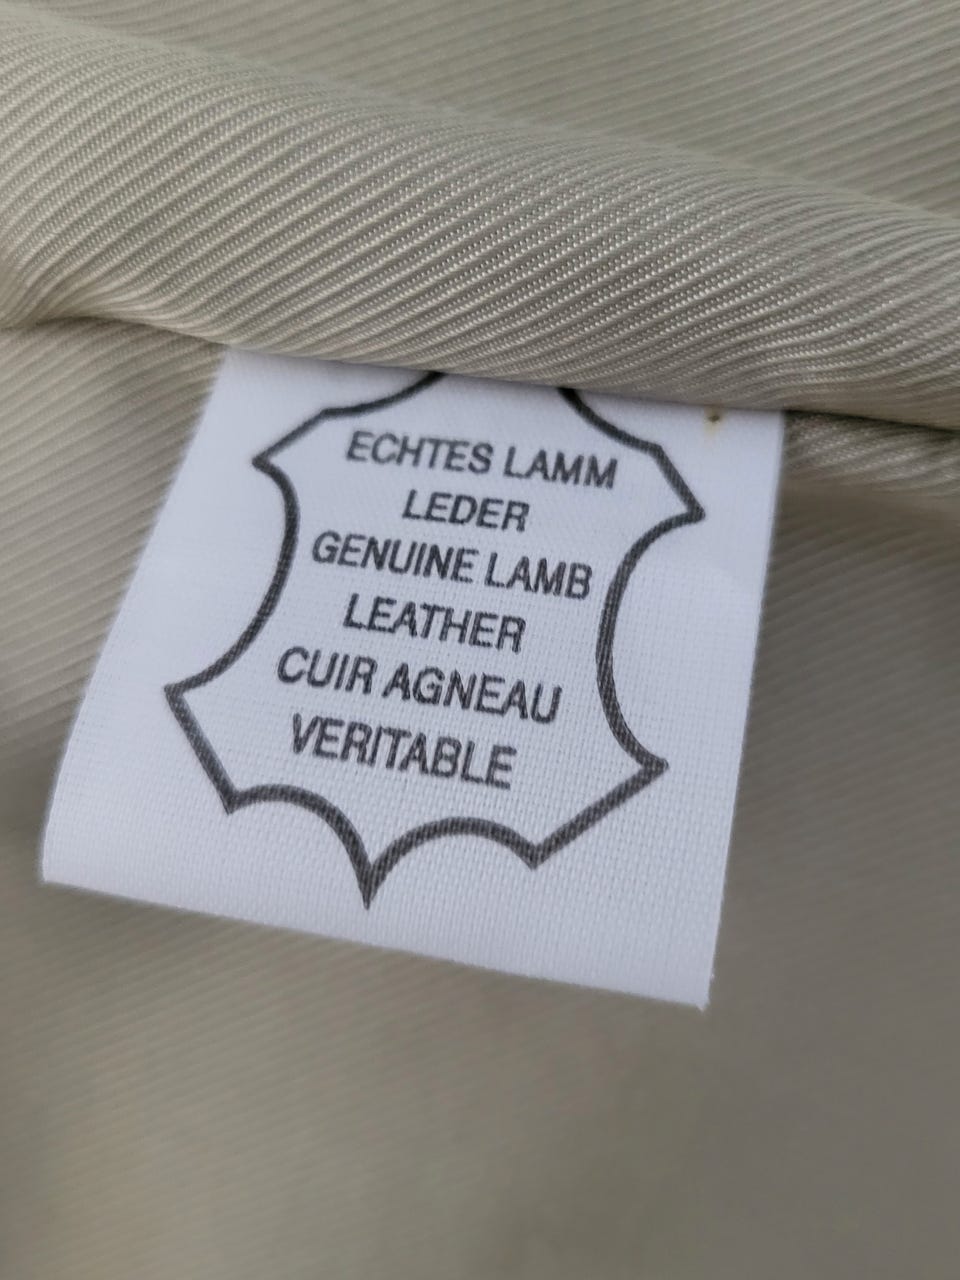 ECHTES LAMM
LEDER
GENUINE LAMB
LEATHER
CUIR AGNEAU
VERITABLE